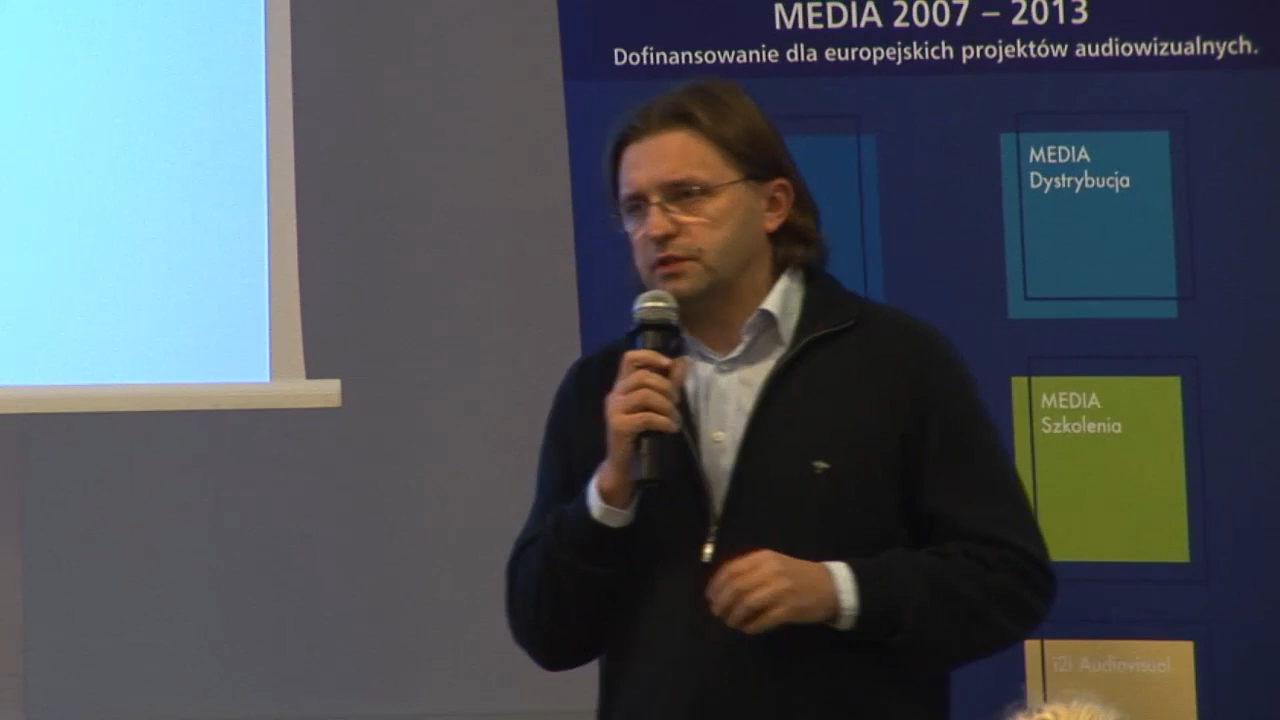 MEDIA 2007 – 2013
Dofinansowanie dla europejskich projektów audiowizualnych.
MEDIA
Dystrybucja
MEDIA
Szkolenia
i2i Audiovisual